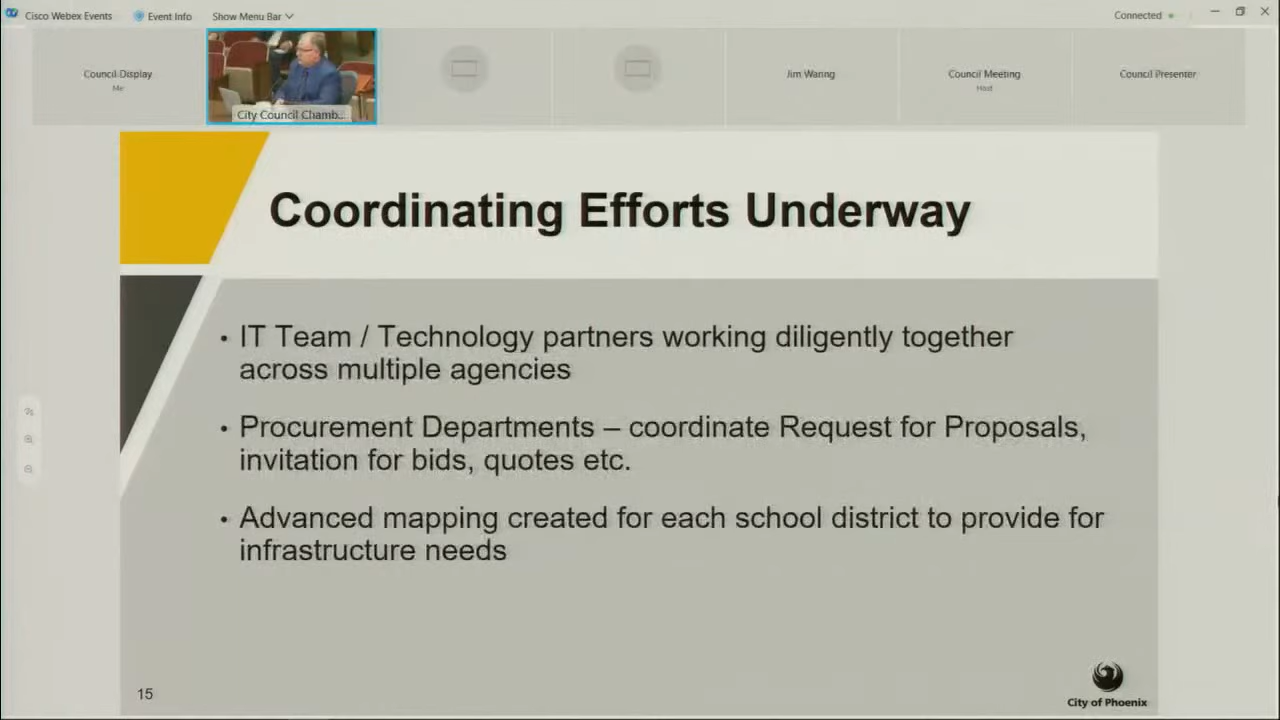 Cisco Webex Events
Event Info
Show Menu Bar
Connected
Council Display
Me
City Council Chamb...
Jim Waring
Council Meeting
Host
Council Presenter
Coordinating Efforts Underway
• IT Team / Technology partners working diligently together
across multiple agencies
• Procurement Departments – coordinate Request for Proposals,
invitation for bids, quotes etc.
• Advanced mapping created for each school district to provide for
infrastructure needs
15
City of Phoenix